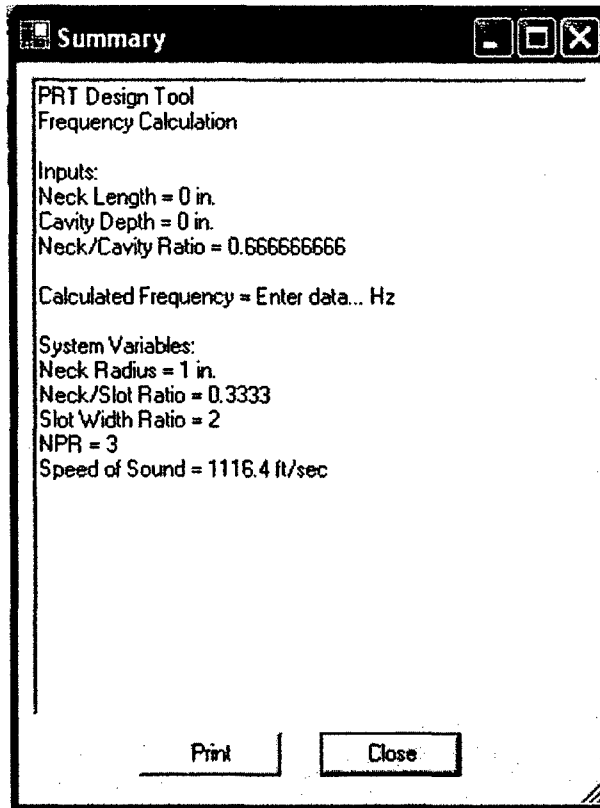 Summary
PRT Design Tool
Frequency Calculation
Inputs:
Neck Length = 0 in.
Cavity Depth = 0 in.
Neck/Cavity Ratio = 0.666666666
Calculated Frequency = Enter data... Hz
System Variables:
Neck Radius = 1 in.
Neck/Slot Ratio = 0.3333
Slot Width Ratio = 2
NPR = 3
Speed of Sound = 1116.4 ft/sec
Print
Close